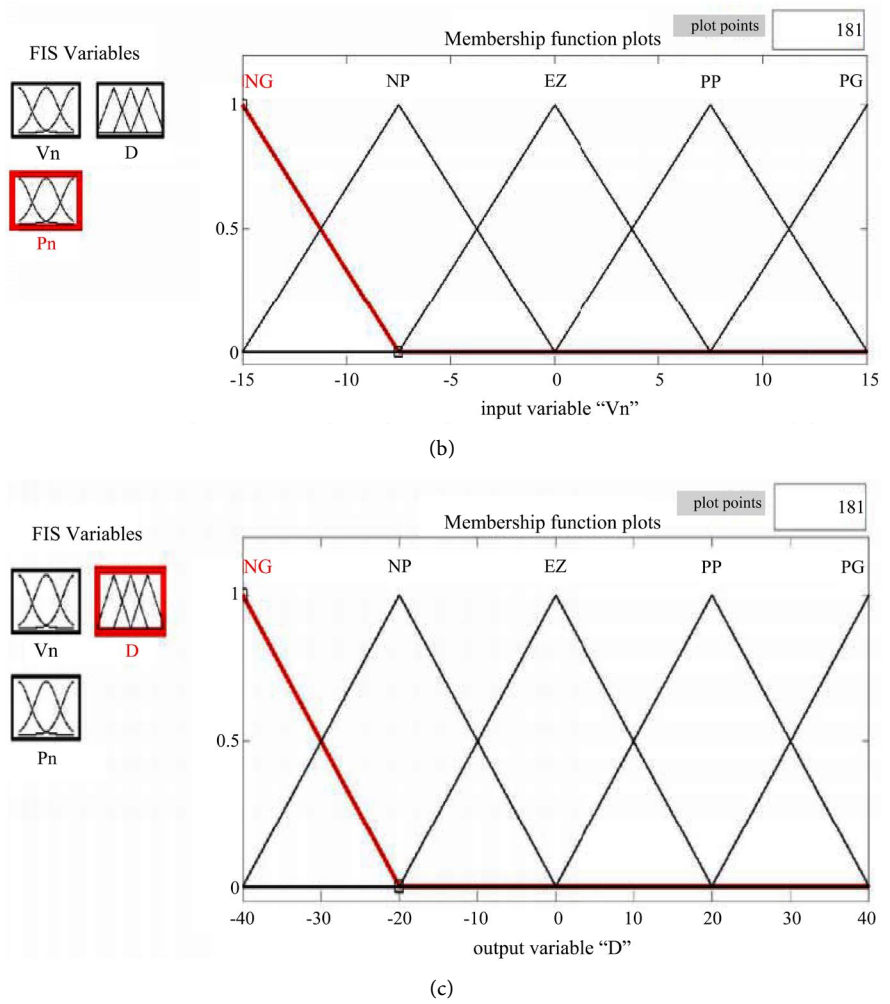 plot points 181
Membership function plots
FIS Variables
NG NP EZ PP PG
1
Vn D
0.5
Pn
0
-15 -10 -5 0 5 10 15
input variable “Vn”
(b)
plot points 181
Membership function plots
FIS Variables
NG NP EZ PP PG
1
Vn D
0.5
Pn
0
-40 -30 -20 -10 0 10 20 30 40
output variable “D”
(c)